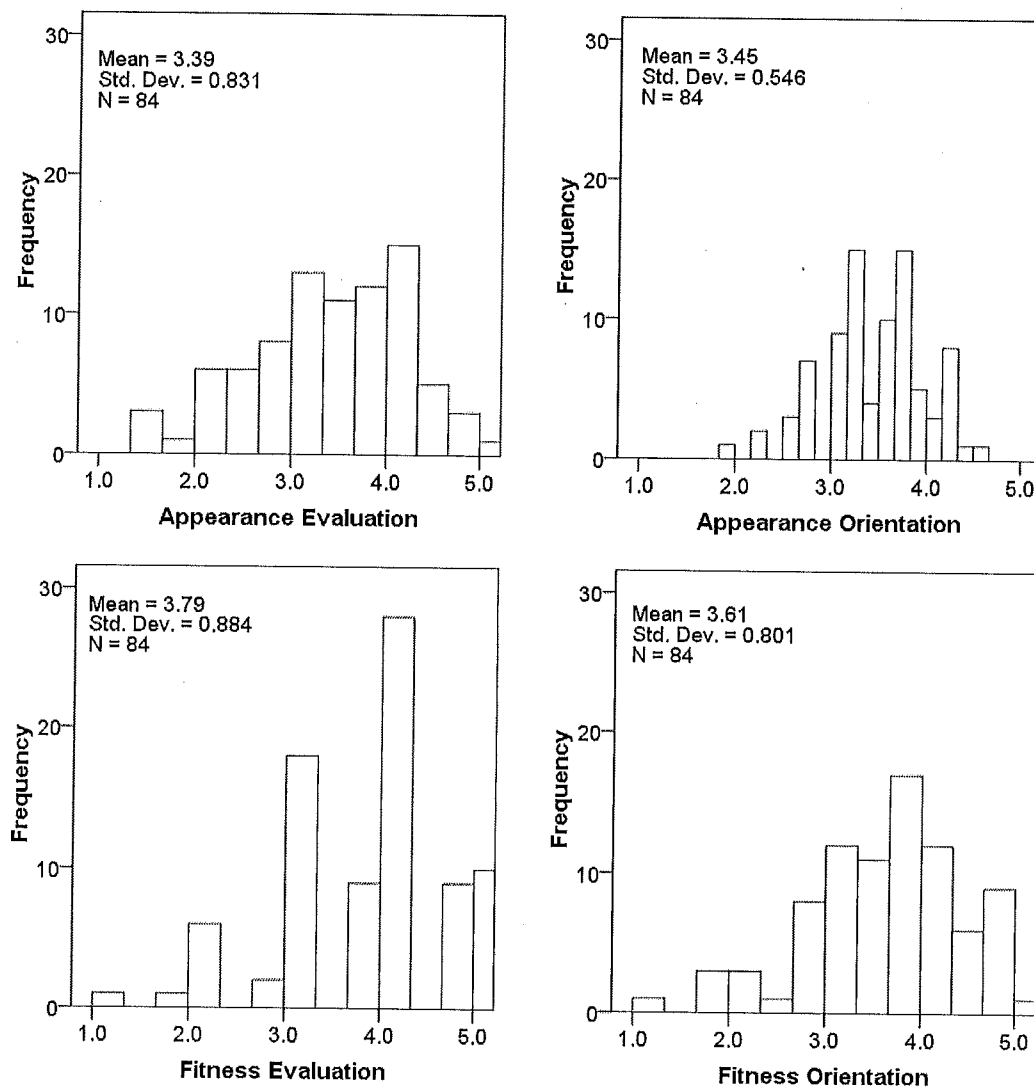 30
Mean = 3.39
Std. Dev. = 0.831
N = 84
20
Frequency
10
0
1.0 2.0 3.0 4.0 5.0
Appearance Evaluation
30
Mean = 3.45
Std. Dev. = 0.546
N = 84
20
Frequency
10
0
1.0 2.0 3.0 4.0 5.0
Appearance Orientation
30
Mean = 3.79
Std. Dev. = 0.884
N = 84
20
Frequency
10
0
1.0 2.0 3.0 4.0 5.0
Fitness Evaluation
30
Mean = 3.61
Std. Dev. = 0.801
N = 84
20
Frequency
10
0
1.0 2.0 3.0 4.0 5.0
Fitness Orientation